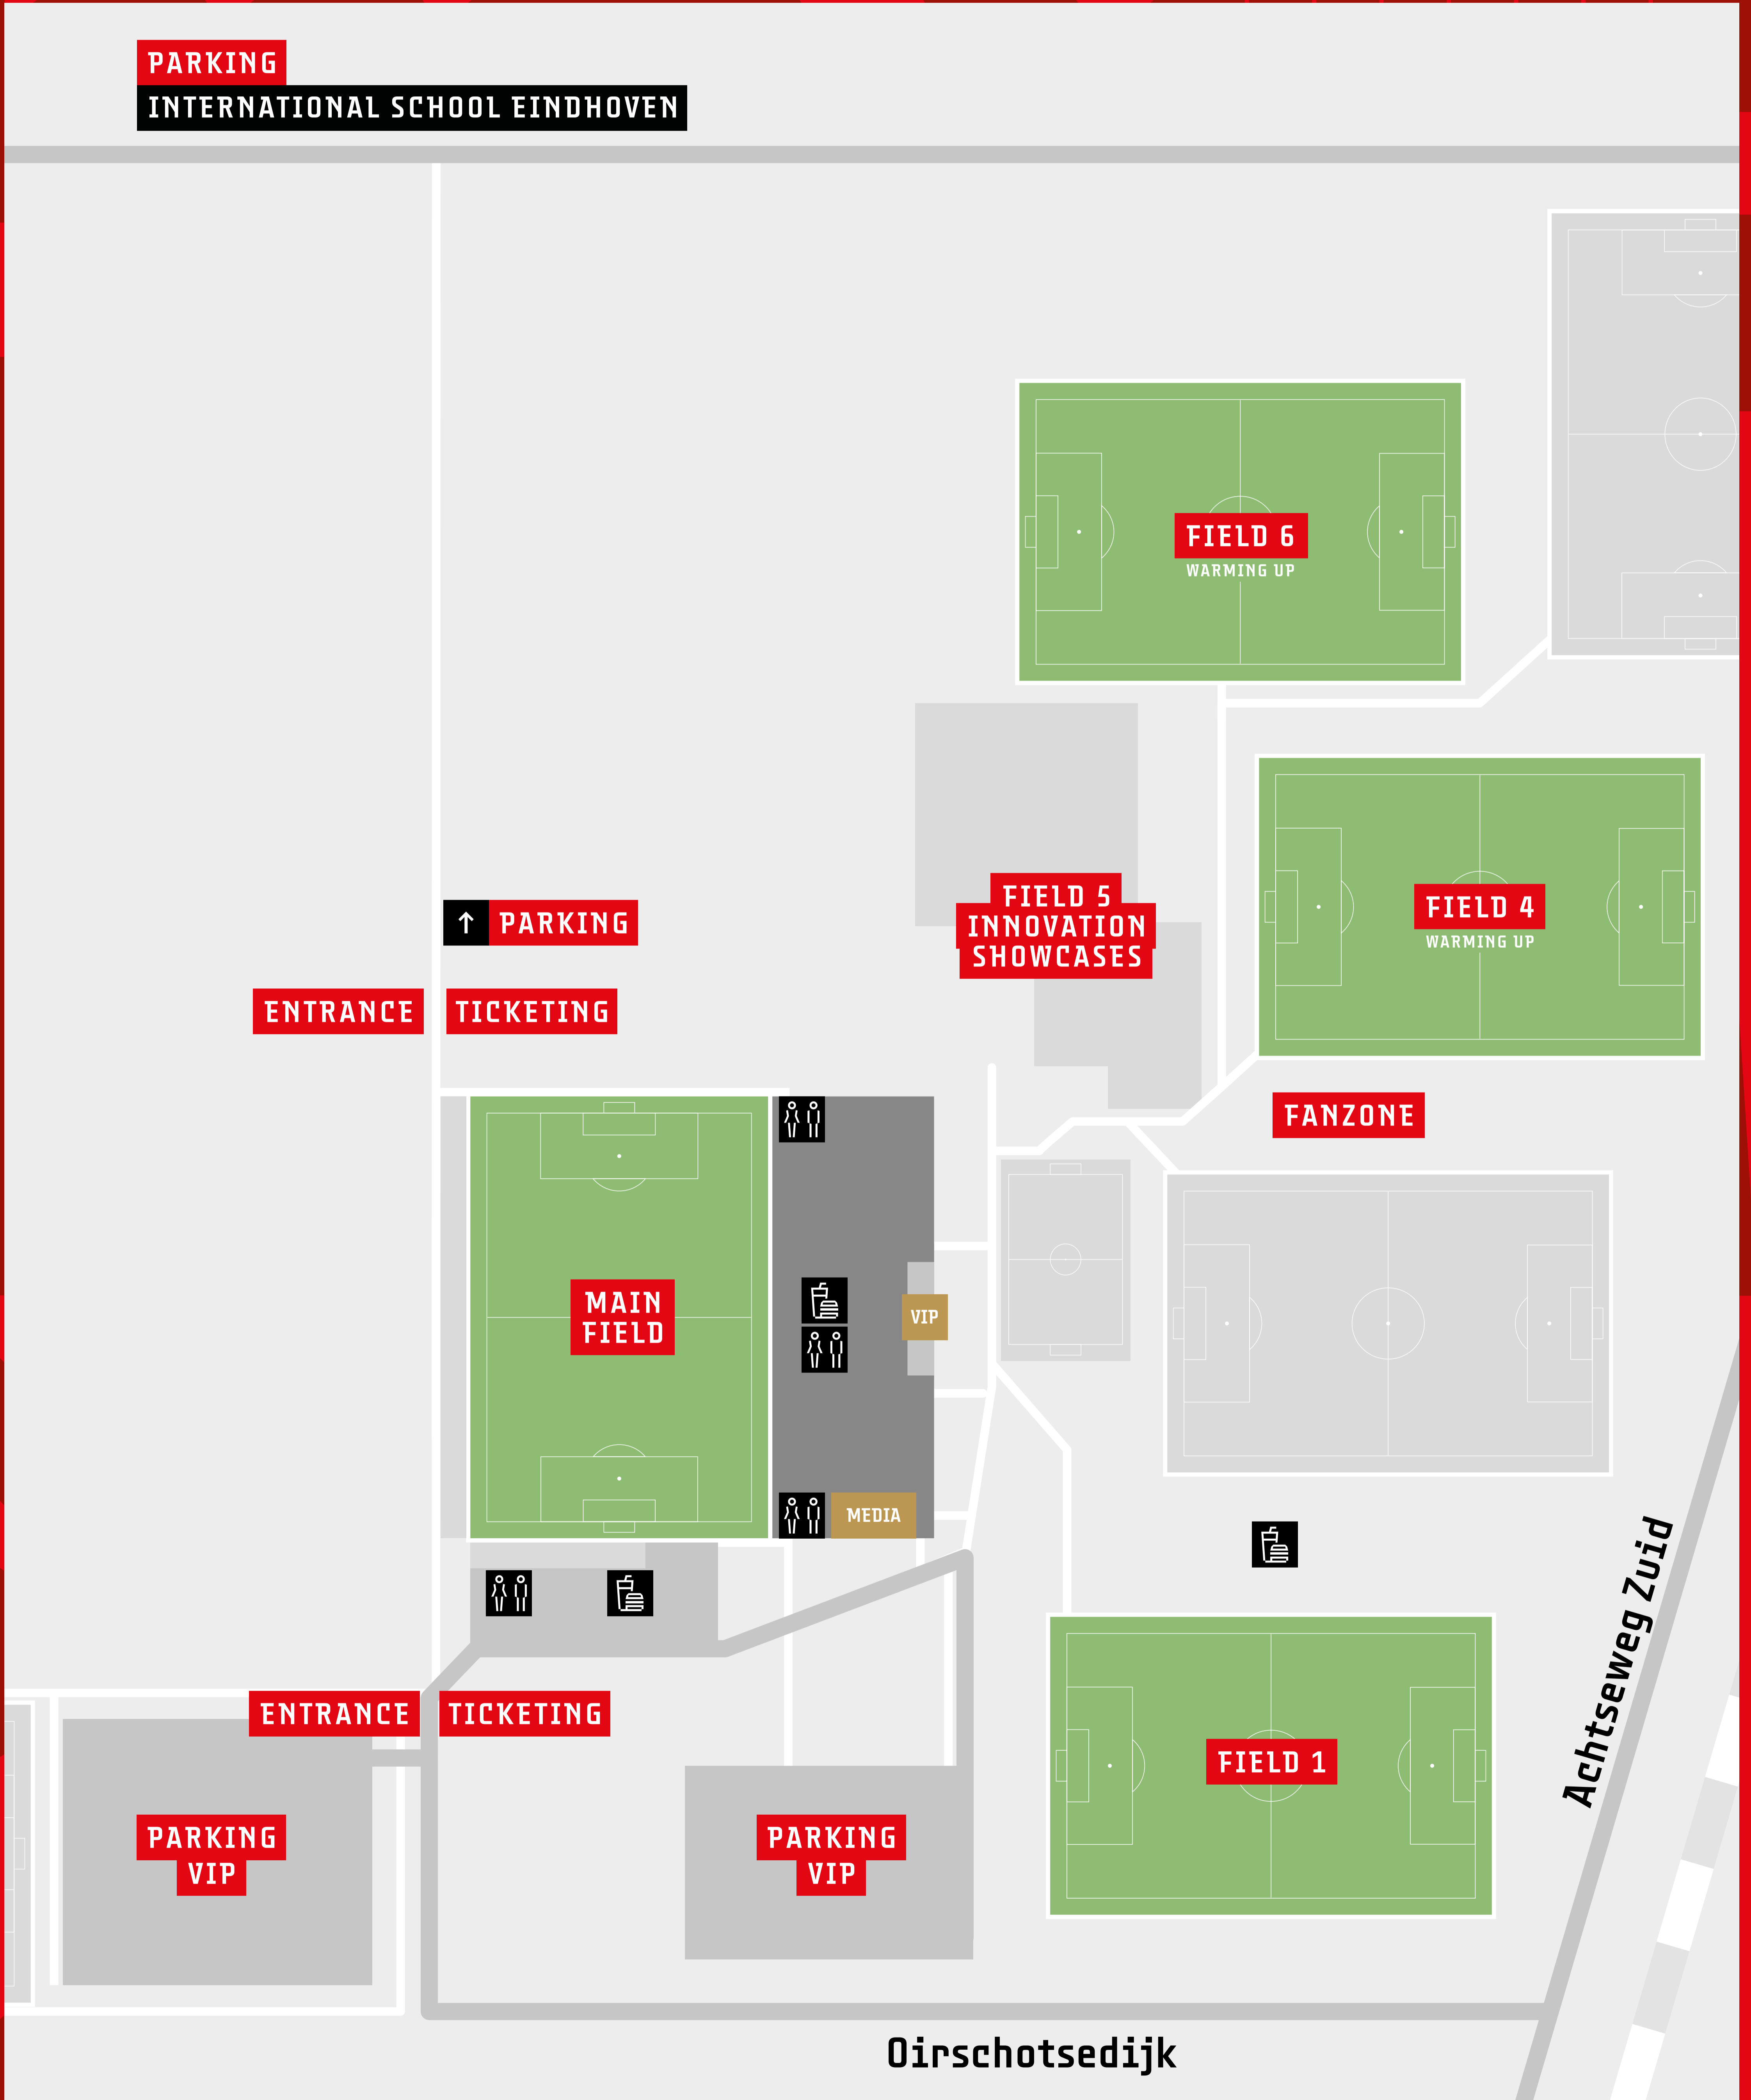 PARKING
INTERNATIONAL SCHOOL EINDHOVEN
FIELD 6
WARMING UP
FIELD 5
INNOVATION
SHOWCASES
FIELD 4
WARMING UP
↑ PARKING
ENTRANCE
TICKETING
FANZONE
MAIN
FIELD
VIP
MEDIA
Achtseweg Zuid
ENTRANCE
TICKETING
FIELD 1
PARKING
VIP
PARKING
VIP
Oirschotsedijk